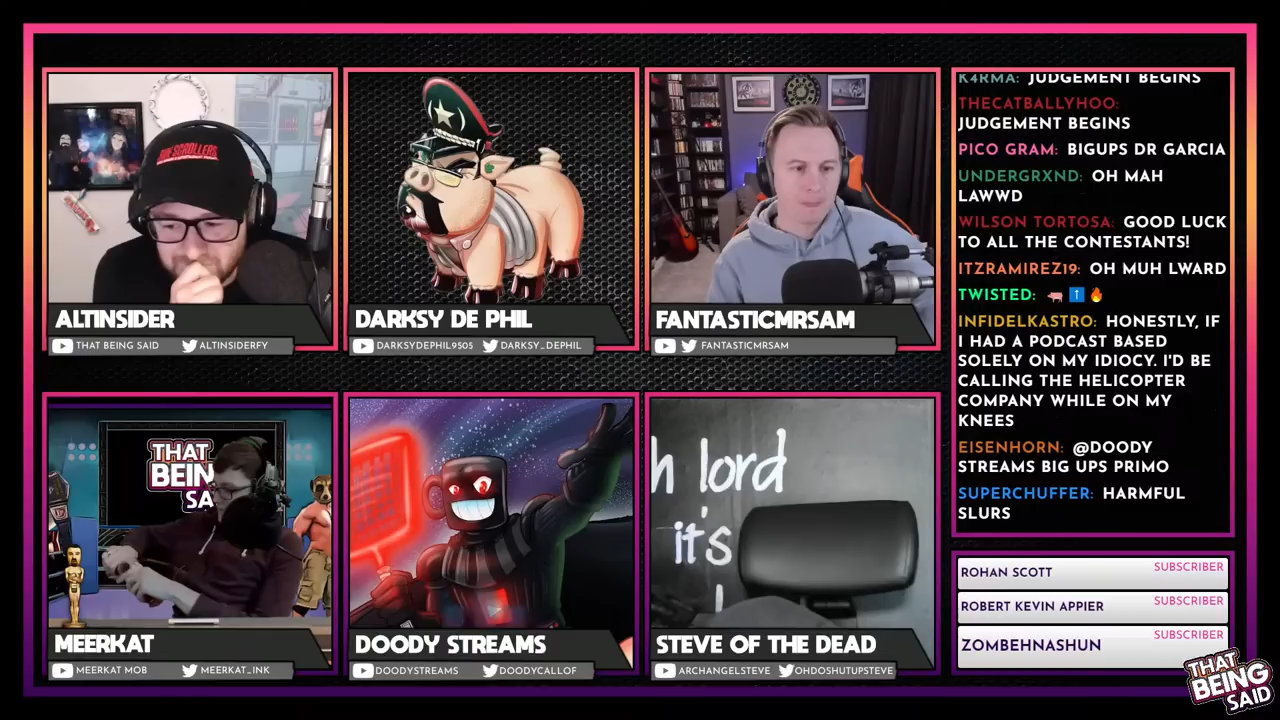 SIDE SCROLLERS
ALTINSIDER
THAT BEING SAID
ALTINSIDERFY
DARKSY DE PHIL
DARKSYDEPHIL9505
DARKSY_DEPHIL
FANTASTICMRSAM
FANTASTICMRSAM
THAT
BEIN
SA
MEERKAT
MEERKAT MOB
MEERKAT_INK
DOODY STREAMS
DOODYSTREAMS
DOODYCALLOF
h lord
it's
STEVE OF THE DEAD
ARCHANGELSTEVE
OHDOSHUTUPSTEVE
K4RMA: JUDGEMENT BEGINS
THECATBALLYHOO:
JUDGEMENT BEGINS
PICO GRAM: BIGUPS DR GARCIA
UNDERGRXND: OH MAH
LAWWD
WILSON TORTOSA: GOOD LUCK
TO ALL THE CONTESTANTS!
ITZRAMIREZ19: OH MUH LWARD
TWISTED:
INFIDELKASTRO: HONESTLY, IF
I HAD A PODCAST BASED
SOLELY ON MY IDIOCY. I'D BE
CALLING THE HELICOPTER
COMPANY WHILE ON MY
KNEES
EISENHORN: @DOODY
STREAMS BIG UPS PRIMO
SUPERCHUFFER: HARMFUL
SLURS
ROHAN SCOTT SUBSCRIBER
ROBERT KEVIN APPIER SUBSCRIBER
ZOMBEHNASHUN SUBSCRIBER
THAT
BEING
SAID